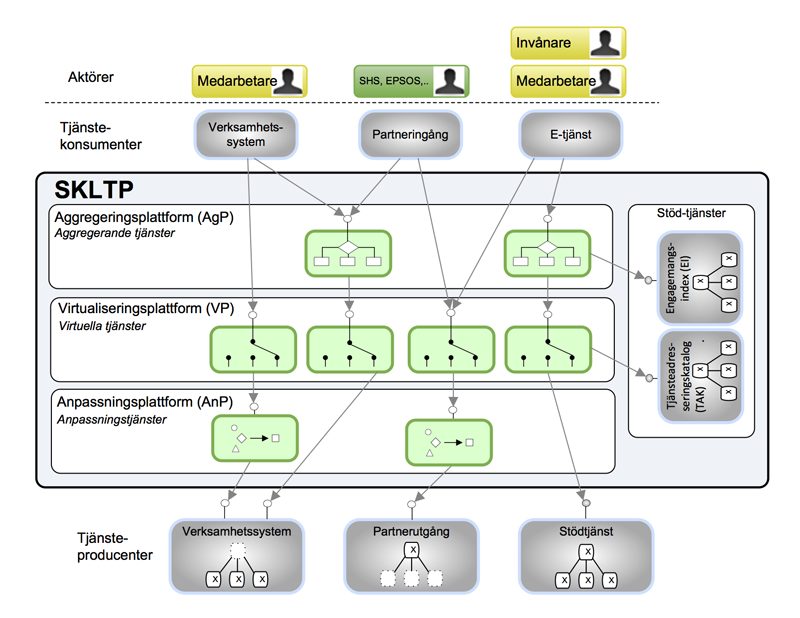 Invånare
Aktörer
Medarbetare
SHS, EPSOS,..
Medarbetare
Tjänste-
konsumenter
Verksamhets-
system
Partneringång
E-tjänst
SKLTP
Aggregeringsplattform (AgP)
Aggregerande tjänster
Stöd-tjänster
Engagemangs-
index (EI)
X
X
X
X
Virtualiseringsplattform (VP)
Virtuella tjänster
Tjänsteadres-
seringskatalog
(TAK)
X
X
X
X
Anpassningsplattform (AnP)
Anpassningstjänster
Tjänste-
producenter
Verksamhetssystem
X
X
X
Partnerutgång
X
Stödtjänst
X
X
X
X